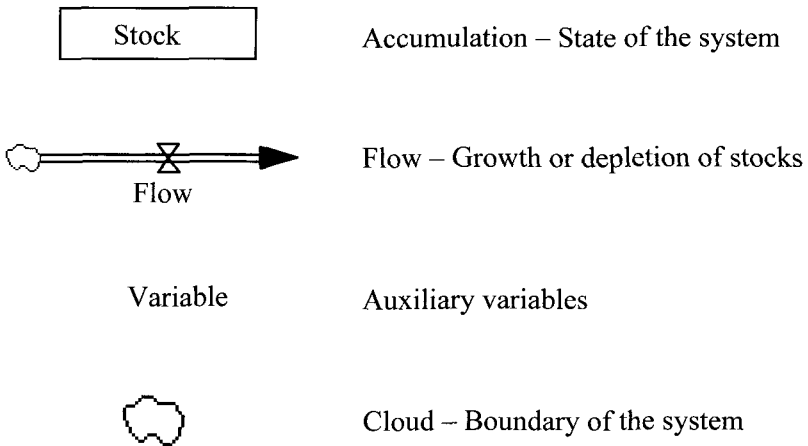 Stock Accumulation – State of the system
Flow – Growth or depletion of stocks
Flow
Variable Auxiliary variables
Cloud – Boundary of the system